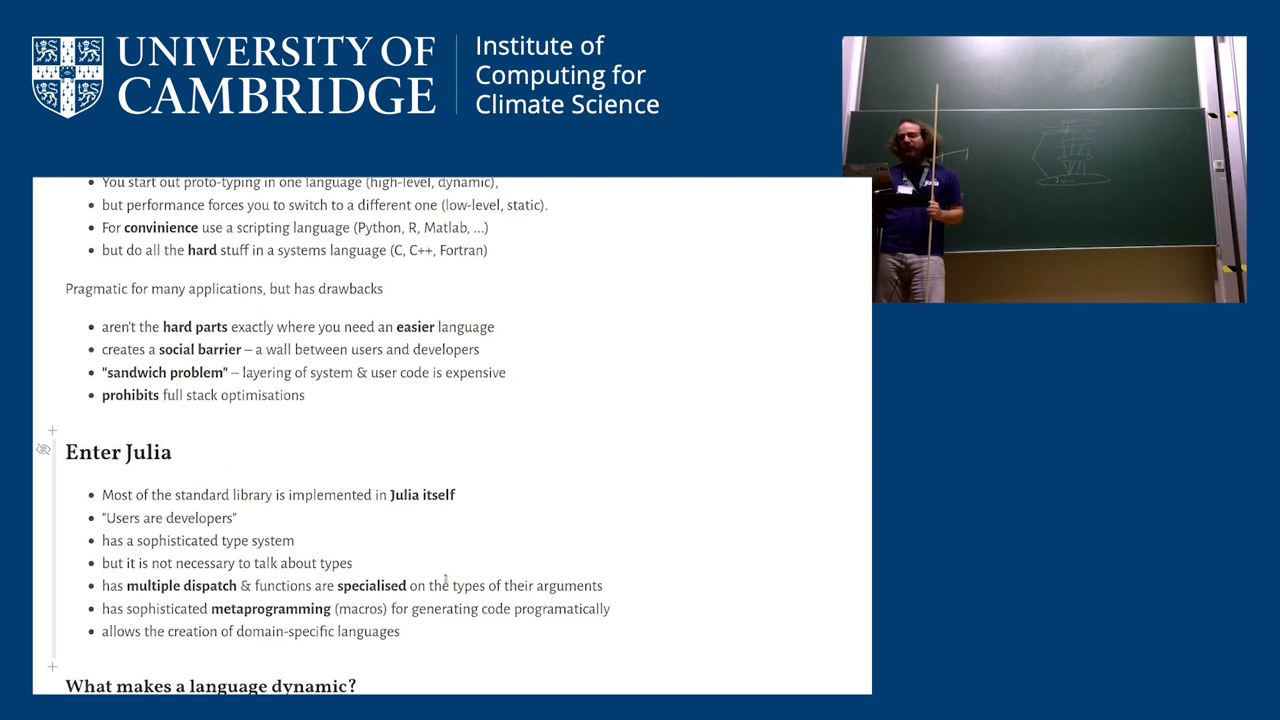 UNIVERSITY OF
CAMBRIDGE
Institute of
Computing for
Climate Science
• You start out proto-typing in one language (high-level, dynamic),
• but performance forces you to switch to a different one (low-level, static).
• For convinience use a scripting language (Python, R, Matlab, ...)
• but do all the hard stuff in a systems language (C, C++, Fortran)
Pragmatic for many applications, but has drawbacks
• aren't the hard parts exactly where you need an easier language
• creates a social barrier – a wall between users and developers
• "sandwich problem" – layering of system & user code is expensive
• prohibits full stack optimisations
Enter Julia
• Most of the standard library is implemented in Julia itself
• "Users are developers"
• has a sophisticated type system
• but it is not necessary to talk about types
• has multiple dispatch & functions are specialised on the types of their arguments
• has sophisticated metaprogramming (macros) for generating code programatically
• allows the creation of domain-specific languages
What makes a language dynamic?